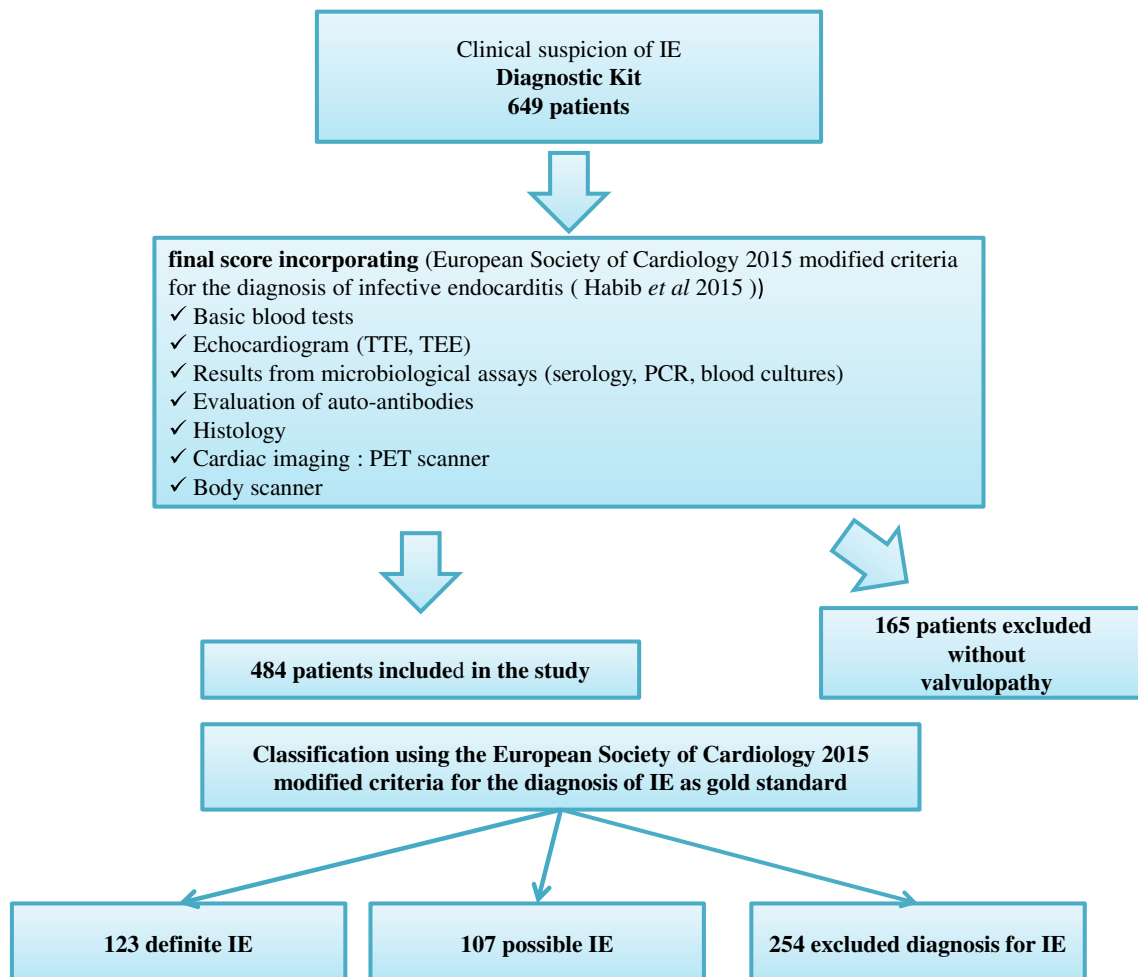 Clinical suspicion of IE
Diagnostic Kit
649 patients
final score incorporating (European Society of Cardiology 2015 modified criteria
for the diagnosis of infective endocarditis ( Habib et al 2015 ))
✓ Basic blood tests
✓ Echocardiogram (TTE, TEE)
✓ Results from microbiological assays (serology, PCR, blood cultures)
✓ Evaluation of auto-antibodies
✓ Histology
✓ Cardiac imaging : PET scanner
✓ Body scanner
165 patients excluded
without
valvulopathy
484 patients included in the study
Classification using the European Society of Cardiology 2015
modified criteria for the diagnosis of IE as gold standard
123 definite IE
107 possible IE
254 excluded diagnosis for IE